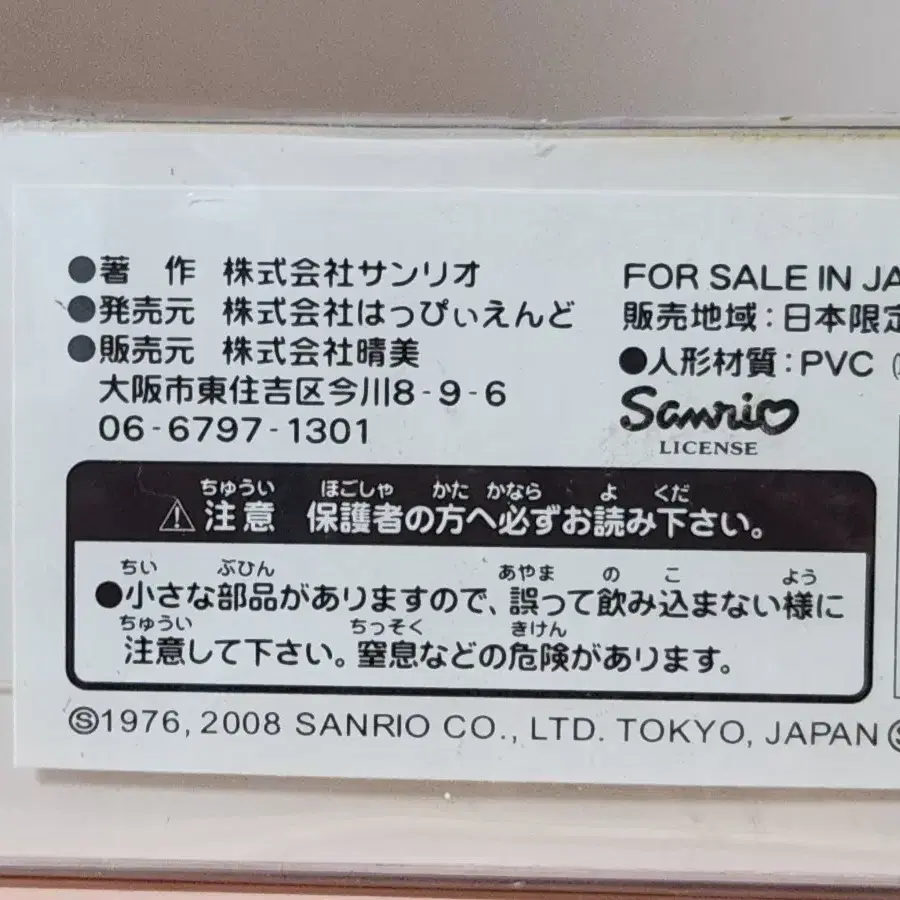 ●著 作 株式会社サンリオ
●発売元 株式会社はっぴぃえんど
●販売元 株式会社晴美
大阪市東住吉区今川8-9-6
06-6797-1301
FOR SALE IN JA
販売地域：日本限定
●人形材質：PVC
Sanrio
LICENSE
ちゅうい ほごしゃ かた かなら よ くだ
⚠注意 保護者の方へ必ずお読み下さい。
ちい ぶひん あやま の こ よう
●小さな部品がありますので、誤って飲み込まない様に
ちゅうい ちっそく きけん
注意して下さい。窒息などの危険があります。
Ⓢ1976, 2008 SANRIO CO., LTD. TOKYO, JAPAN Ⓢ